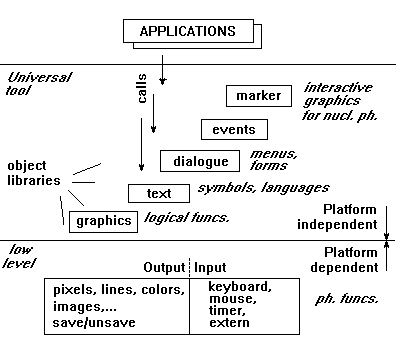 APPLICATIONS
Universal
tool
calls
marker
interactive
graphics
for nucl. ph.
events
dialogue
menus,
forms
object
libraries
text
symbols, languages
graphics
logical funcs.
Platform
independent
low
level
Platform
dependent
Output Input
pixels, lines, colors,
images,...
save/unsave
keyboard,
mouse,
timer,
extern
ph. funcs.